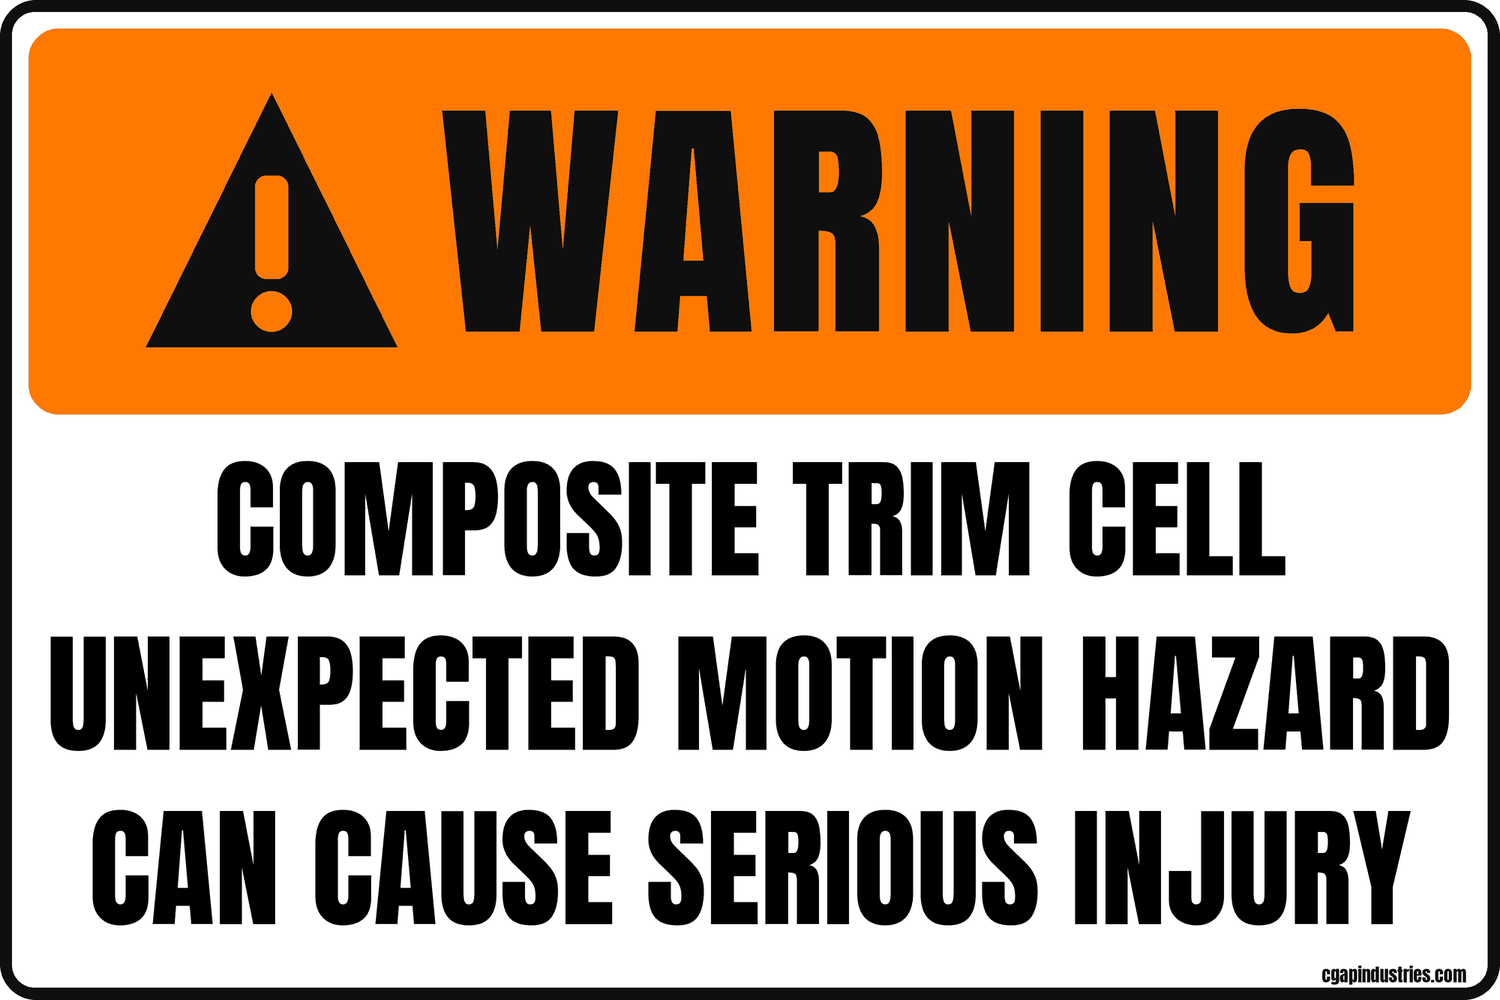 WARNING
COMPOSITE TRIM CELL
UNEXPECTED MOTION HAZARD
CAN CAUSE SERIOUS INJURY
cgapindustries.com